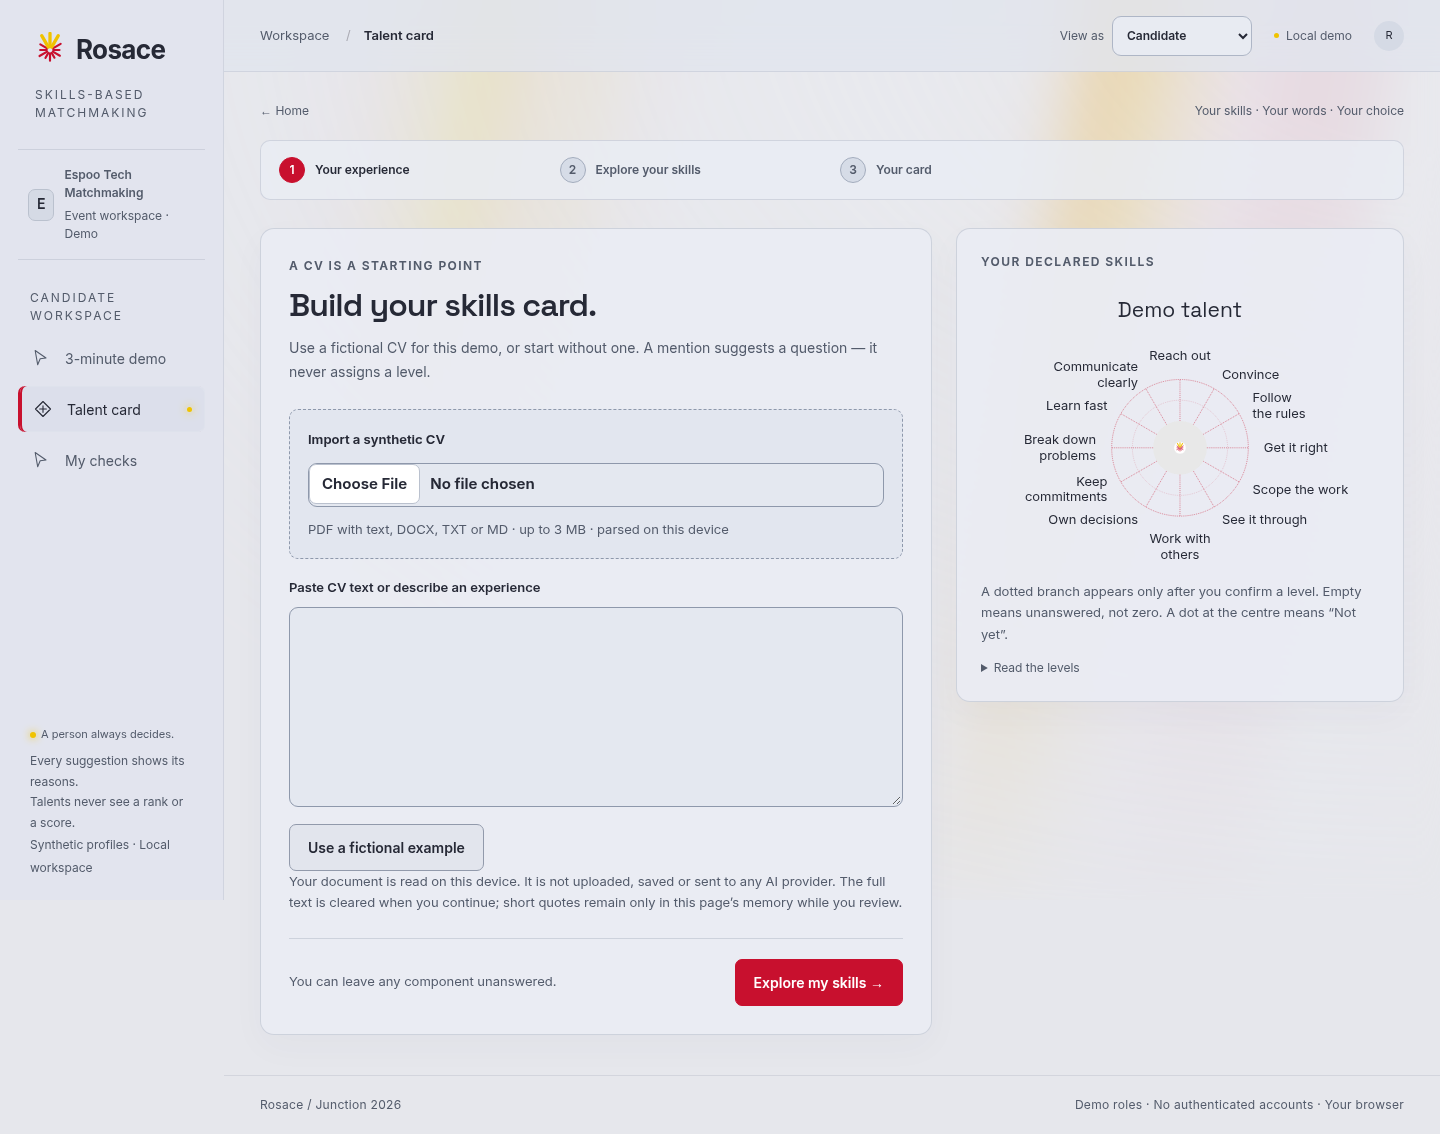 Rosace
SKILLS-BASED
MATCHMAKING
E
Espoo Tech
Matchmaking
Event workspace ·
Demo
CANDIDATE
WORKSPACE
3-minute demo
Talent card
My checks
A person always decides.
Every suggestion shows its
reasons.
Talents never see a rank or
a score.
Synthetic profiles · Local
workspace
Workspace / Talent card
View as
Candidate
Local demo
R
← Home
Your skills · Your words · Your choice
1 Your experience
2 Explore your skills
3 Your card
A CV IS A STARTING POINT
Build your skills card.
Use a fictional CV for this demo, or start without one. A mention suggests a question — it
never assigns a level.
Import a synthetic CV
Choose File No file chosen
PDF with text, DOCX, TXT or MD · up to 3 MB · parsed on this device
Paste CV text or describe an experience
Use a fictional example
Your document is read on this device. It is not uploaded, saved or sent to any AI provider. The full
text is cleared when you continue; short quotes remain only in this page’s memory while you review.
You can leave any component unanswered.
Explore my skills →
YOUR DECLARED SKILLS
Demo talent
Reach out
Convince
Follow
the rules
Get it right
Scope the work
See it through
Work with
others
Own decisions
Keep
commitments
Break down
problems
Learn fast
Communicate
clearly
A dotted branch appears only after you confirm a level. Empty
means unanswered, not zero. A dot at the centre means “Not
yet”.
Read the levels
Rosace / Junction 2026
Demo roles · No authenticated accounts · Your browser